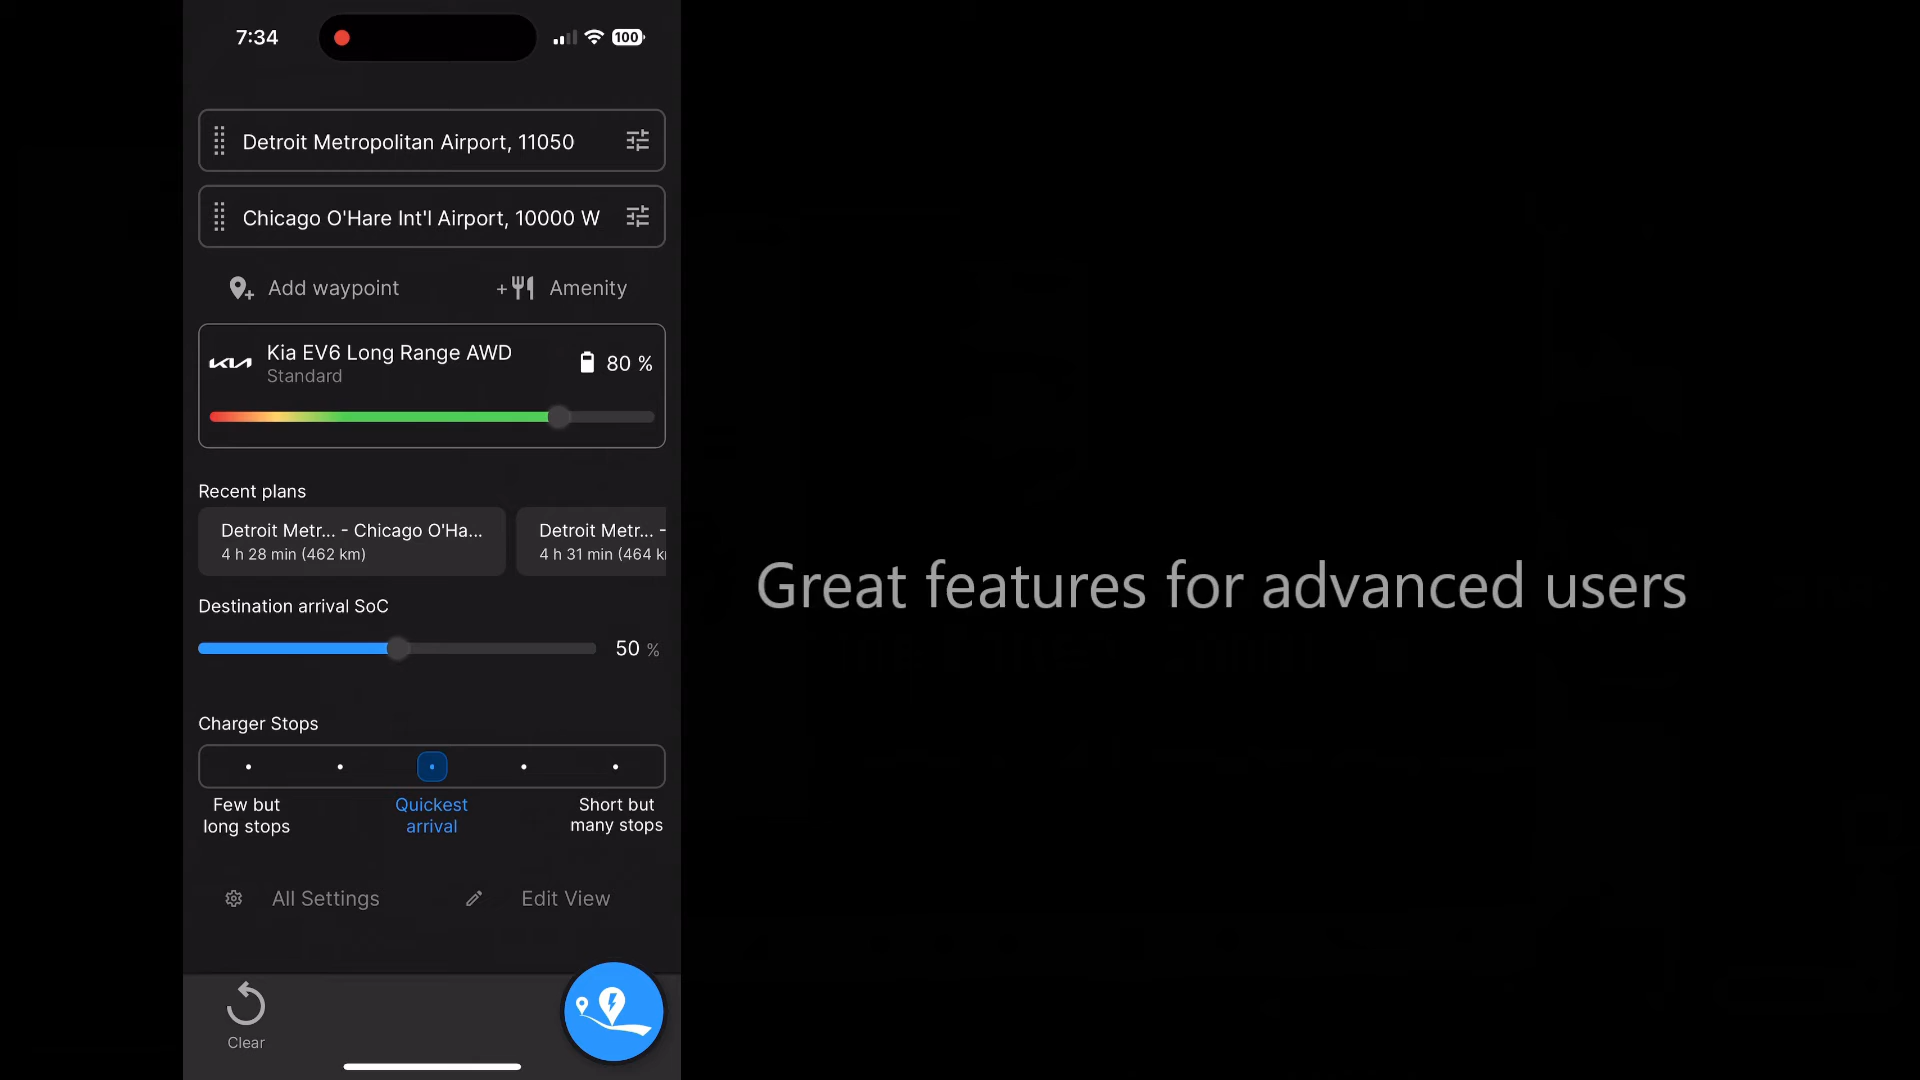 7:34
100
Detroit Metropolitan Airport, 11050
Chicago O'Hare Int'l Airport, 10000 W
Add waypoint
+ Amenity
KIA
Kia EV6 Long Range AWD
Standard
80 %
Recent plans
Detroit Metr... - Chicago O'Ha...
4 h 28 min (462 km)
Detroit Metr... -
4 h 31 min (464 k
Destination arrival SoC
50 %
Charger Stops
Few but
long stops
Quickest
arrival
Short but
many stops
All Settings
Edit View
Clear
Great features for advanced users